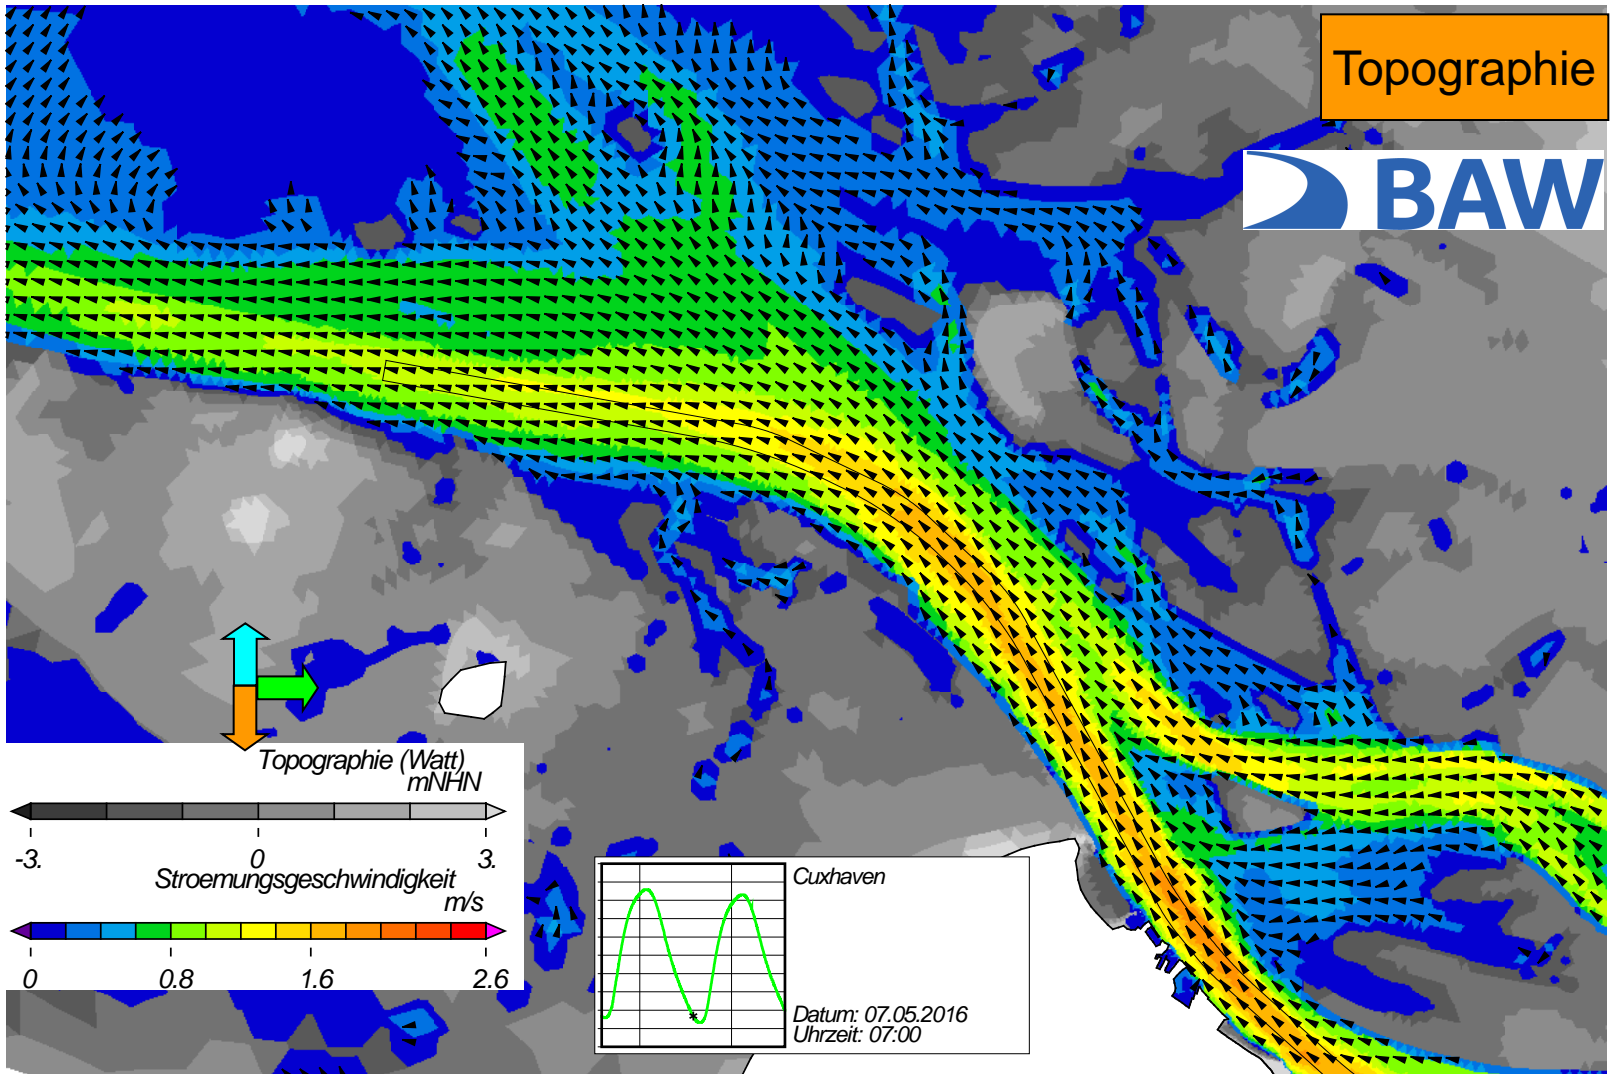 Topographie
BAW
Topographie (Watt)
mNHN
-3. 0 3.
Stroemungsgeschwindigkeit
m/s
0 0.8 1.6 2.6
Cuxhaven
*
Datum: 07.05.2016
Uhrzeit: 07:00